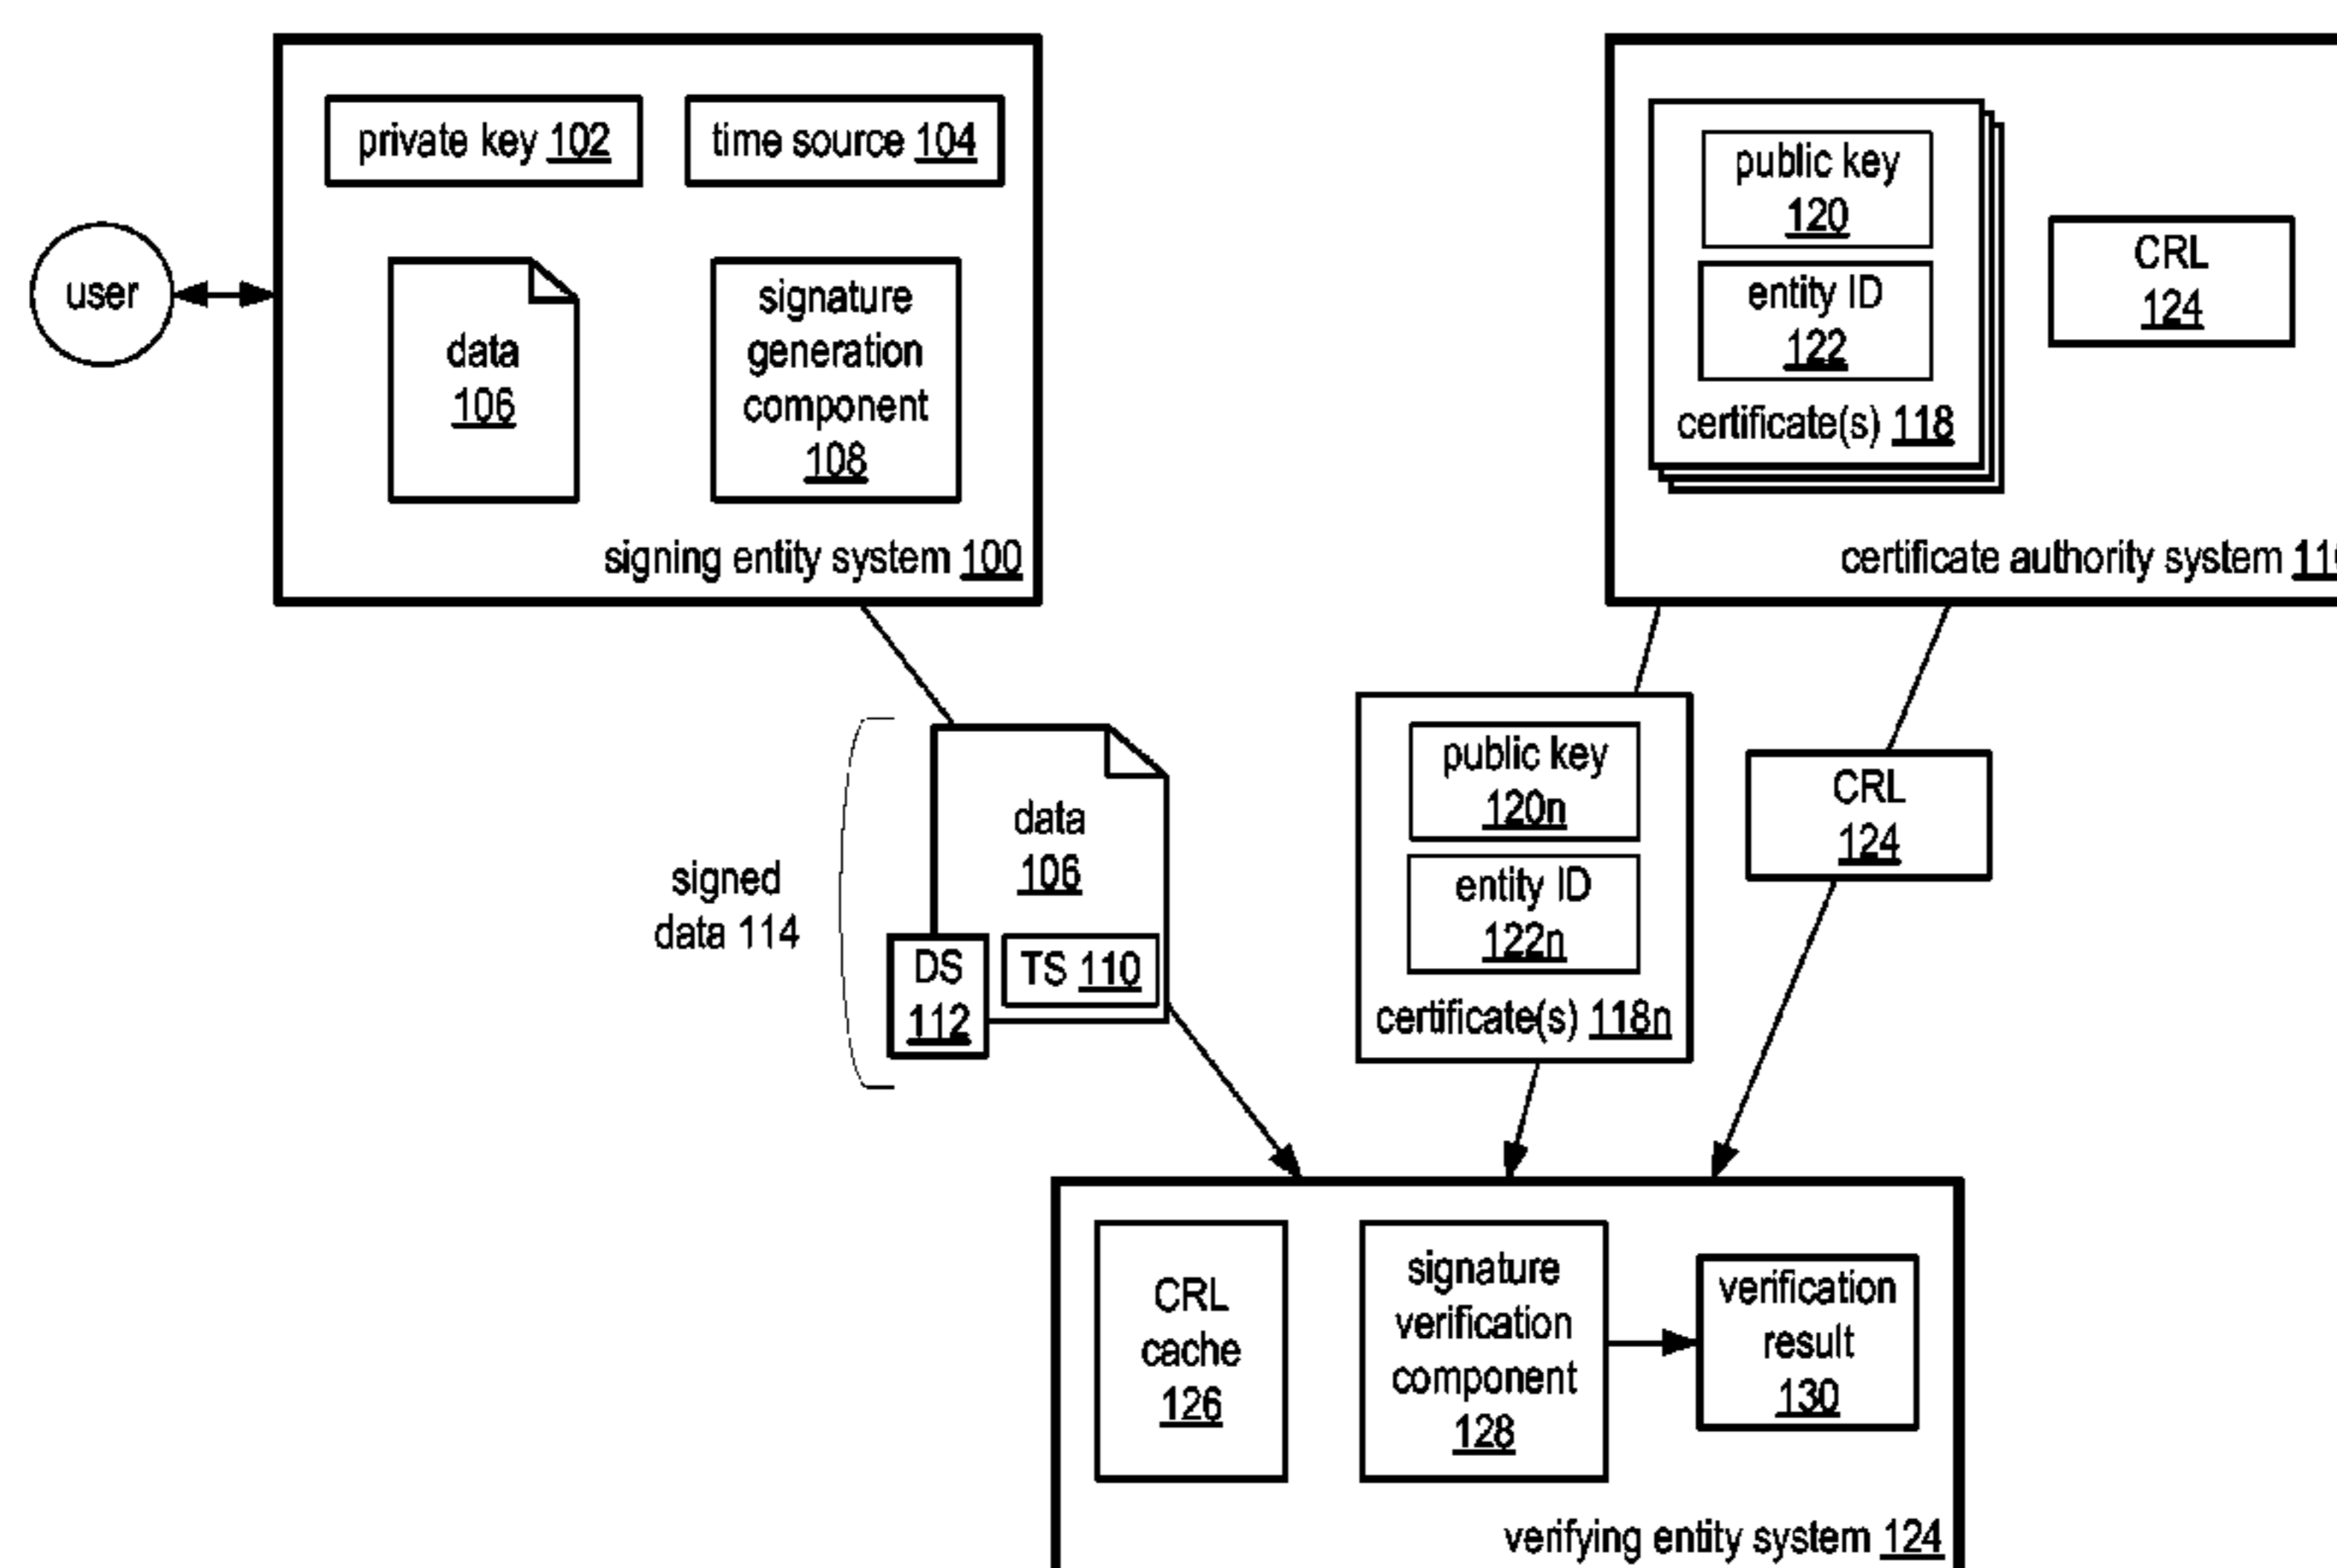 private key 102
time source 104
user
data
106
signature
generation
component
108
signing entity system 100
public key
120
entity ID
122
certificate(s) 118
CRL
124
certificate authority system
signed
data 114
data
106
DS
112
TS 110
public key
120n
entity ID
122n
certificate(s) 118n
CRL
124
CRL
cache
126
signature
verification
component
128
verification
result
130
verifying entity system 124